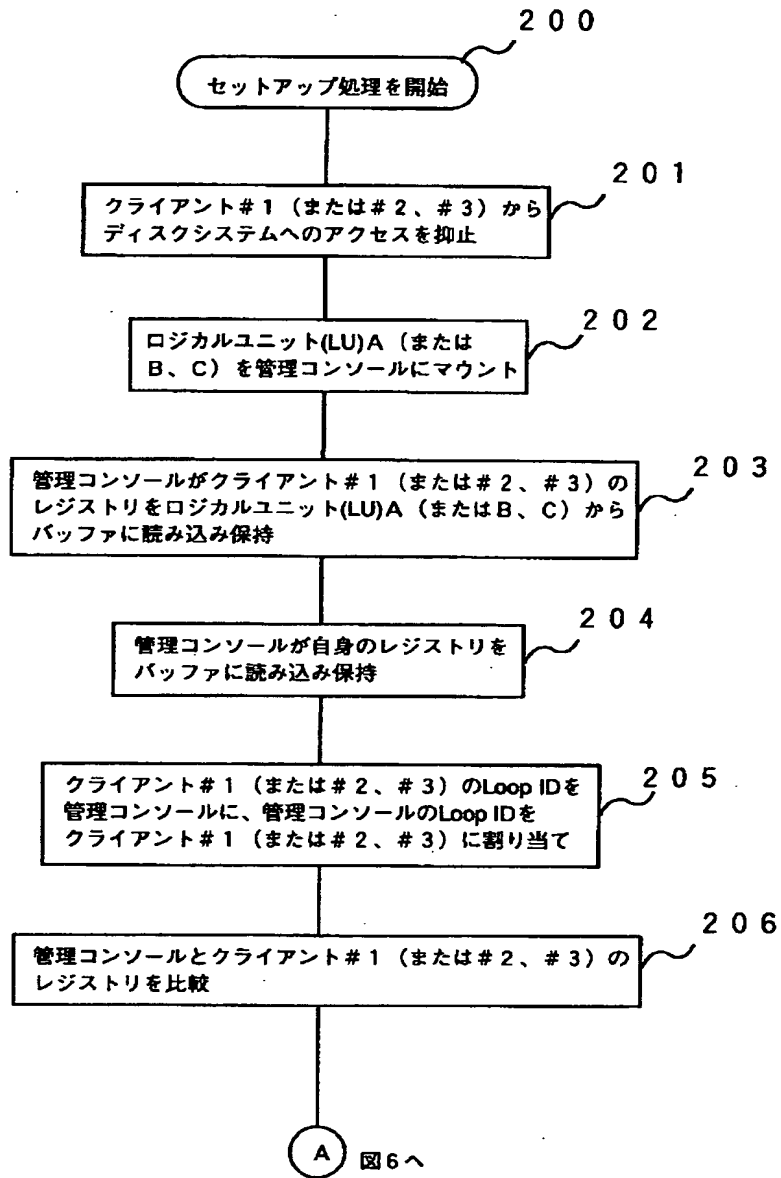 200
セットアップ処理を開始
201
クライアント#1（または#2、#3）から
ディスクシステムへのアクセスを抑止
202
ロジカルユニット(LU)A（または
B、C）を管理コンソールにマウント
203
管理コンソールがクライアント#1（または#2、#3）の
レジストリをロジカルユニット(LU)A（またはB、C）から
バッファに読み込み保持
204
管理コンソールが自身のレジストリを
バッファに読み込み保持
205
クライアント#1（または#2、#3）のLoop IDを
管理コンソールに、管理コンソールのLoop IDを
クライアント#1（または#2、#3）に割り当て
206
管理コンソールとクライアント#1（または#2、#3）の
レジストリを比較
A 図6へ